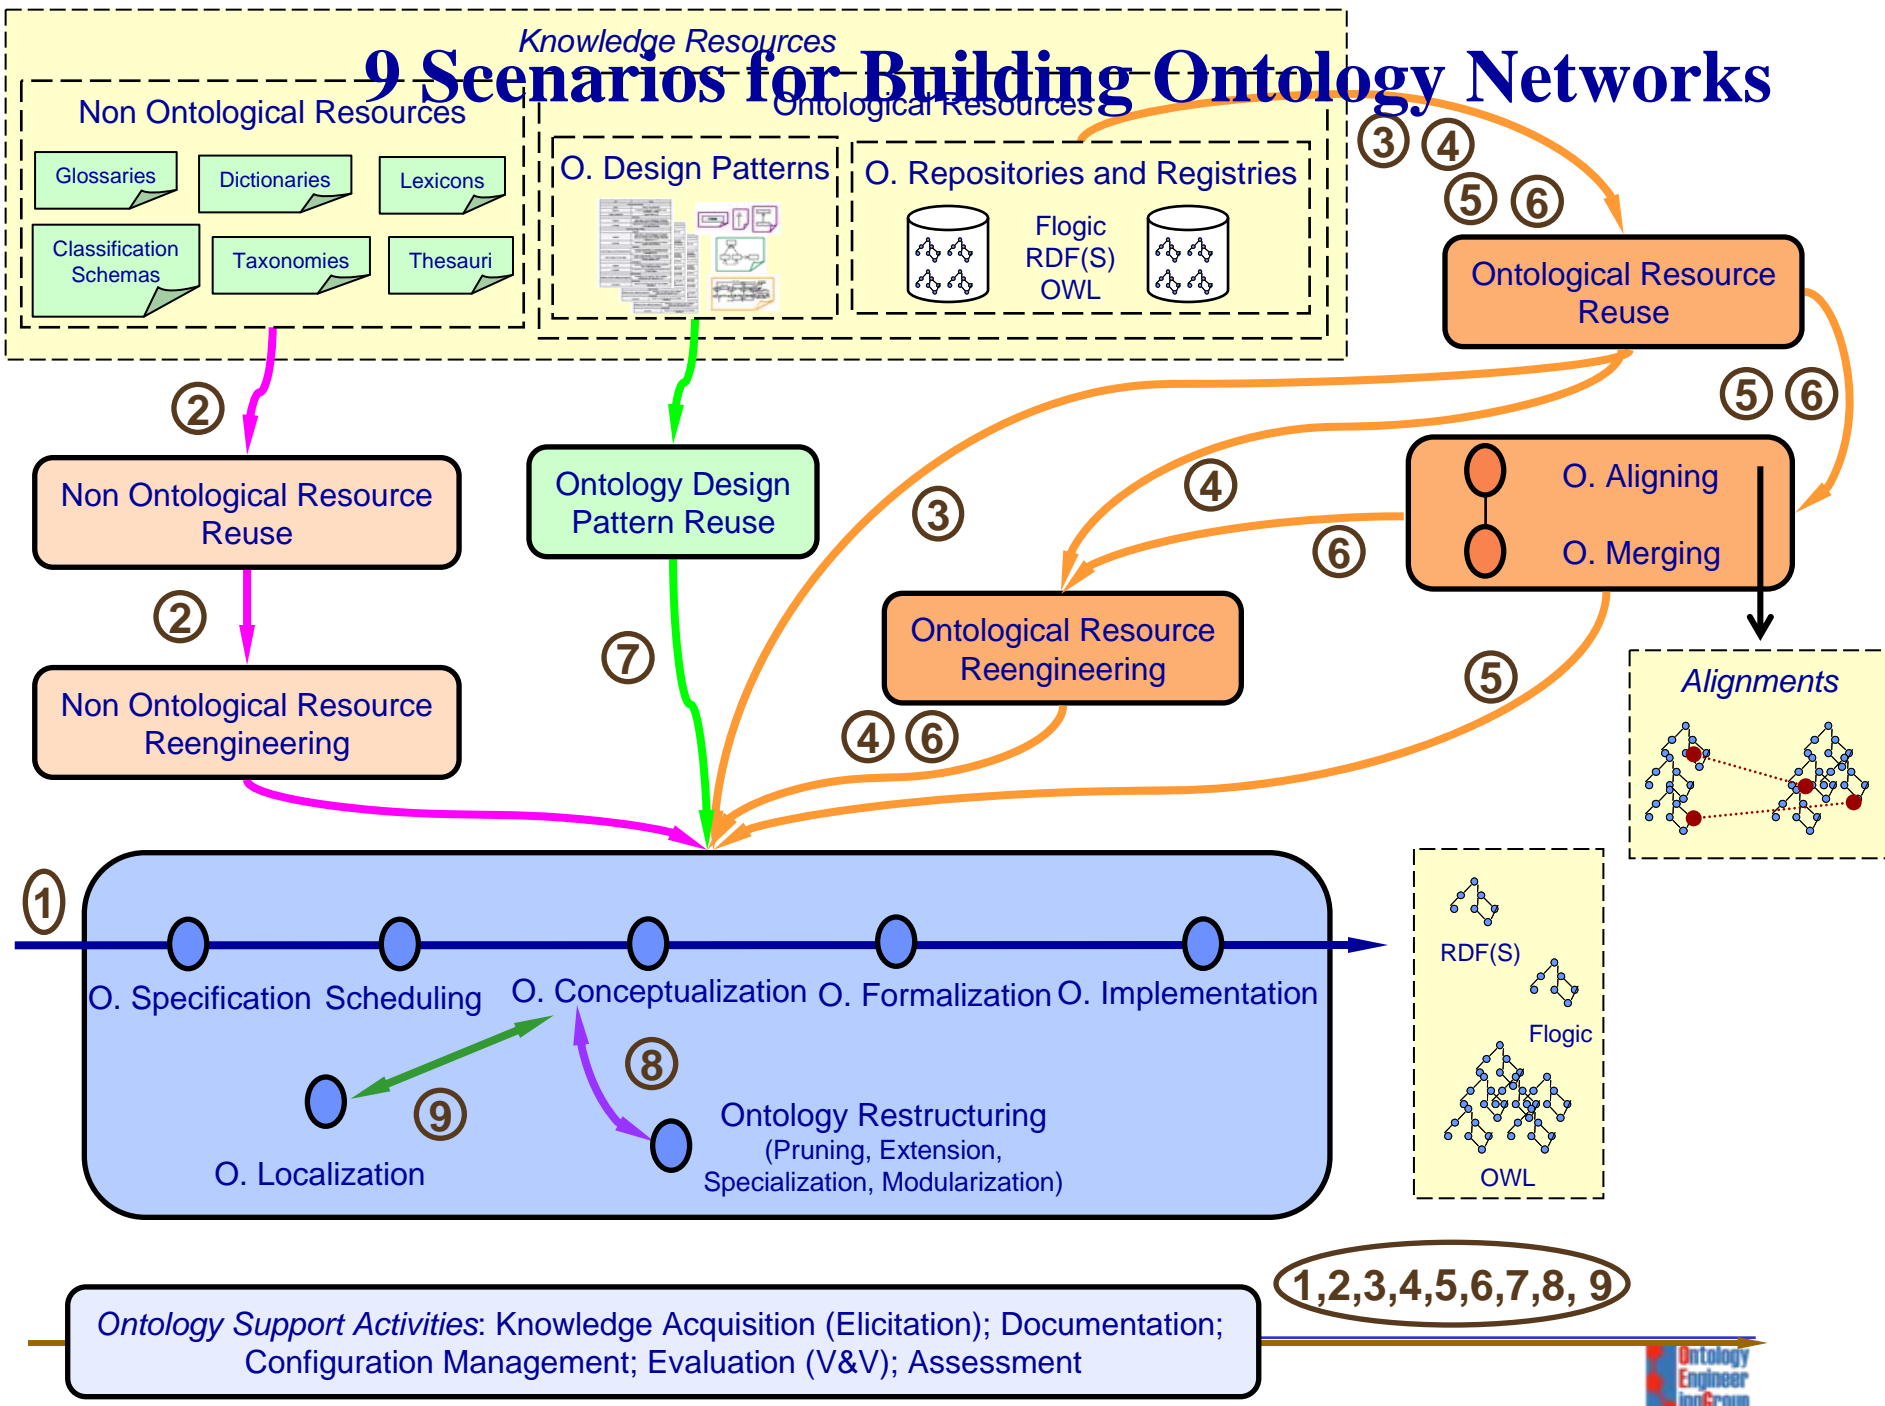 Knowledge Resources
9 Scenarios for Building Ontology Networks
Non Ontological Resources
Ontological Resources
Glossaries
Dictionaries
Lexicons
Classification
Schemas
Taxonomies
Thesauri
O. Design Patterns
O. Repositories and Registries
Flogic
RDF(S)
OWL
3 4
5 6
Ontological Resource
Reuse
2
5 6
Non Ontological Resource
Reuse
Ontology Design
Pattern Reuse
3
4
6
O. Aligning
O. Merging
2
7
Ontological Resource
Reengineering
5
Alignments
Non Ontological Resource
Reengineering
4 6
1
O. Specification
Scheduling
O. Conceptualization
O. Formalization
O. Implementation
9
8
O. Localization
Ontology Restructuring
(Pruning, Extension,
Specialization, Modularization)
RDF(S)
Flogic
OWL
1,2,3,4,5,6,7,8, 9
Ontology Support Activities: Knowledge Acquisition (Elicitation); Documentation;
Configuration Management; Evaluation (V&V); Assessment
Ontology
Engineer
ingGroup